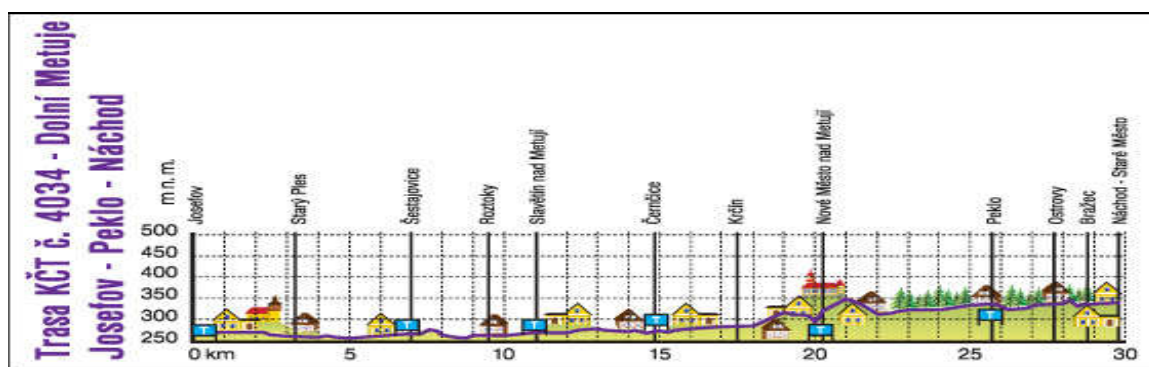 Trasa KČT č. 4034 - Dolní Metuje
Josefov - Peklo - Náchod
m n. m.
Josefov
Starý Ples
Šestajovice
Roztoky
Slavětín nad Metují
Černčice
Krčín
Nové Město nad Metují
Peklo
Ostrovy
Bražec
Náchod - Staré Město
500
450
400
350
300
250
T
T
T
T
T
T
0 km
5
10
15
20
25
30